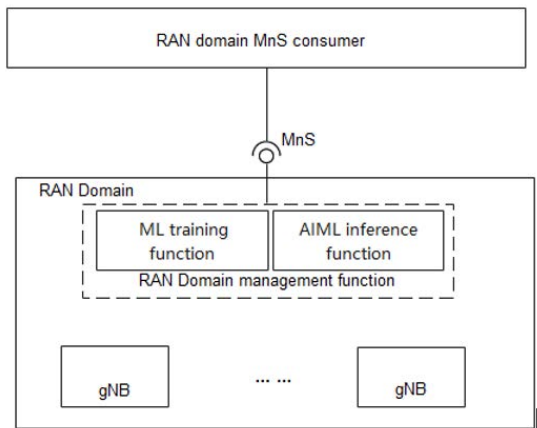 RAN domain MnS consumer
MnS
RAN Domain
ML training
function
AIML inference
function
RAN Domain management function
gNB
... ...
gNB